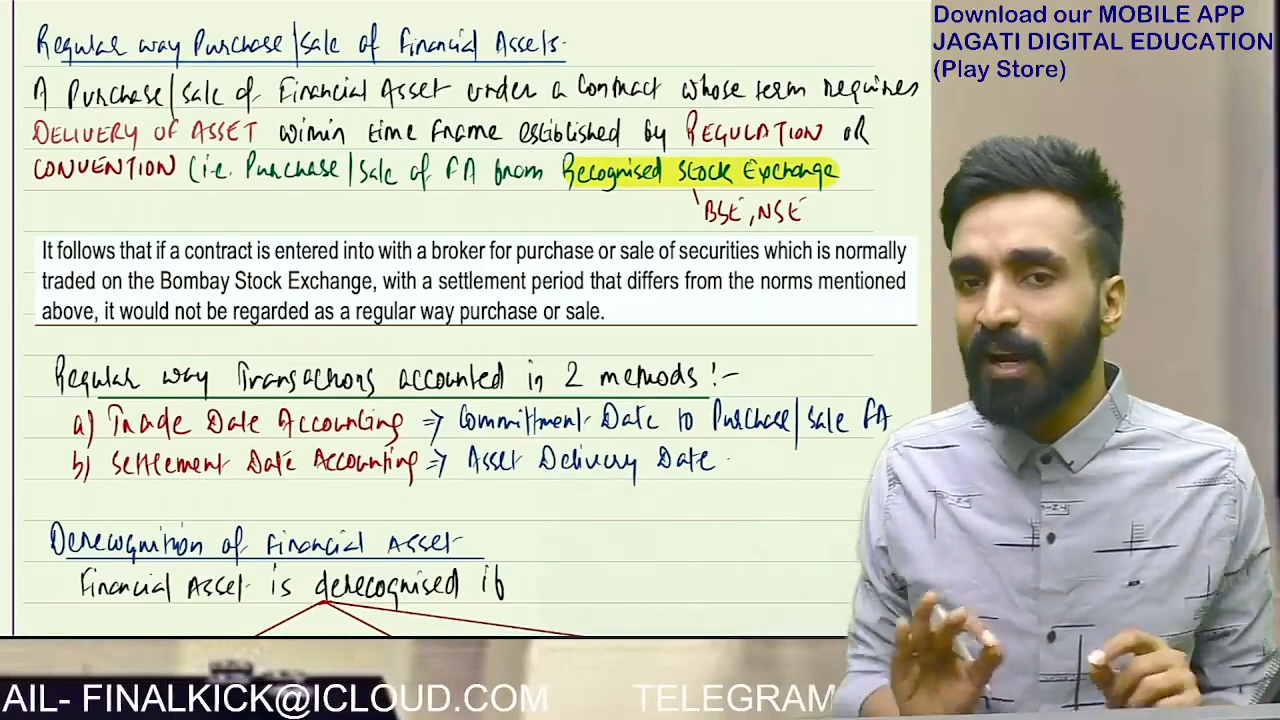 Regular way Purchase/Sale of Financial Assets.
A Purchase/Sale of Financial Asset under a Contract whose term requires
DELIVERY OF ASSET within time frame established by REGULATION OR
CONVENTION (i.e. Purchase/Sale of FA from Recognised Stock Exchange
BSE, NSE
It follows that if a contract is entered into with a broker for purchase or sale of securities which is normally
traded on the Bombay Stock Exchange, with a settlement period that differs from the norms mentioned
above, it would not be regarded as a regular way purchase or sale.
Regular way Transactions accounted in 2 methods :-
a) Trade Date Accounting => Committment Date to Purchase/Sale FA
b) Settlement Date Accounting => Asset Delivery Date
Derecognition of Financial Asset
Financial Asset is derecognised if
Download our MOBILE APP
JAGATI DIGITAL EDUCATION
(Play Store)
AIL- FINALKICK@ICLOUD.COM TELEGRAM